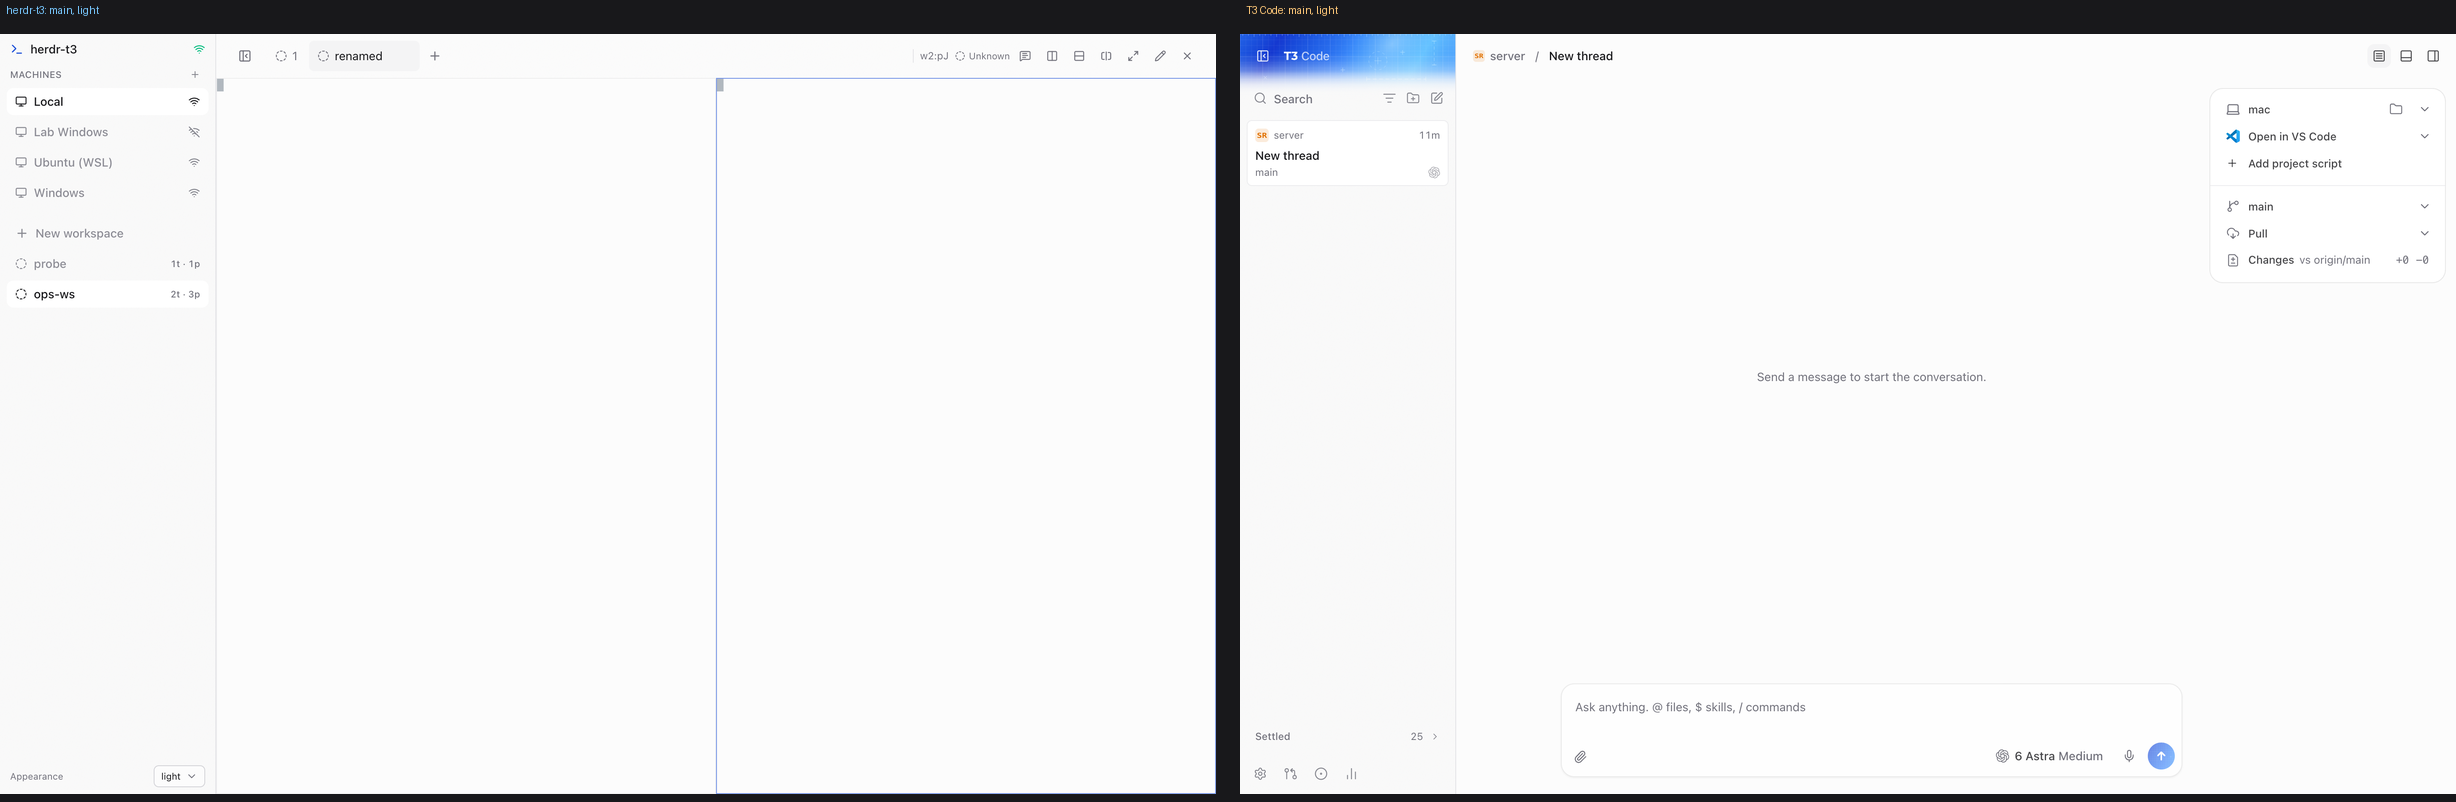 herdr-t3: main, light
herdr-t3
MACHINES
Local
Lab Windows
Ubuntu (WSL)
Windows
New workspace
probe 1t · 1p
ops-ws 2t · 3p
Appearance light
1 renamed w2:pJ Unknown
T3 Code: main, light
T3 Code
Search
SR server 11m
New thread
main
Settled 25
SR server / New thread
mac
Open in VS Code
Add project script
main
Pull
Changes vs origin/main +0 −0
Send a message to start the conversation.
Ask anything. @ files, $ skills, / commands
6 Astra Medium